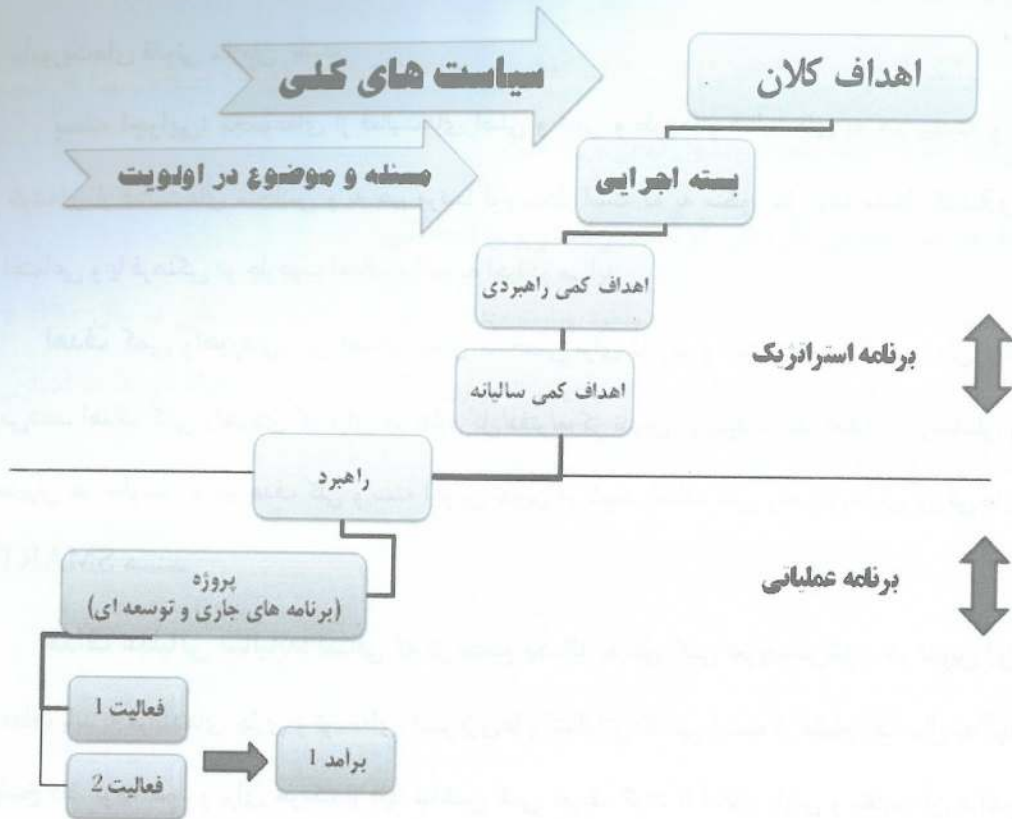 اهداف کلان
سیاست های کلی
بسته اجرایی
مسئله و موضوع در اولویت
اهداف کمی راهبردی
برنامه استراتژیک
اهداف کمی سالیانه
راهبرد
برنامه عملیاتی
پروژه
(برنامه های جاری و توسعه ای)
فعالیت 1
برآمد 1
فعالیت 2